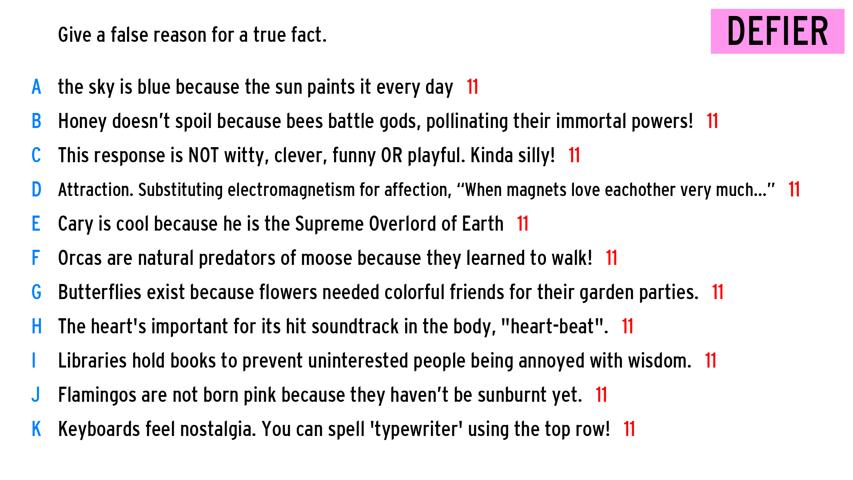 Give a false reason for a true fact.
DEFIER
A the sky is blue because the sun paints it every day 11
B Honey doesn’t spoil because bees battle gods, pollinating their immortal powers! 11
C This response is NOT witty, clever, funny OR playful. Kinda silly! 11
D Attraction. Substituting electromagnetism for affection, “When magnets love eachother very much...” 11
E Cary is cool because he is the Supreme Overlord of Earth 11
F Orcas are natural predators of moose because they learned to walk! 11
G Butterflies exist because flowers needed colorful friends for their garden parties. 11
H The heart's important for its hit soundtrack in the body, "heart-beat". 11
I Libraries hold books to prevent uninterested people being annoyed with wisdom. 11
J Flamingos are not born pink because they haven’t be sunburnt yet. 11
K Keyboards feel nostalgia. You can spell 'typewriter' using the top row! 11